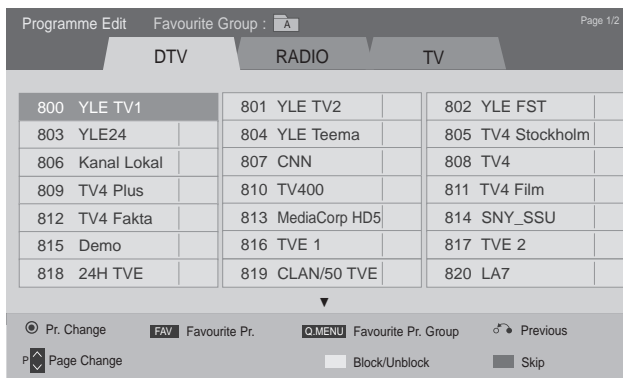 Programme Edit Favourite Group : A Page 1/2
DTV RADIO TV
800 YLE TV1 801 YLE TV2 802 YLE FST
803 YLE24 804 YLE Teema 805 TV4 Stockholm
806 Kanal Lokal 807 CNN 808 TV4
809 TV4 Plus 810 TV400 811 TV4 Film
812 TV4 Fakta 813 MediaCorp HD5 814 SNY_SSU
815 Demo 816 TVE 1 817 TVE 2
818 24H TVE 819 CLAN/50 TVE 820 LA7
Pr. Change FAV Favourite Pr. Q.MENU Favourite Pr. Group Previous
P Page Change Block/Unblock Skip